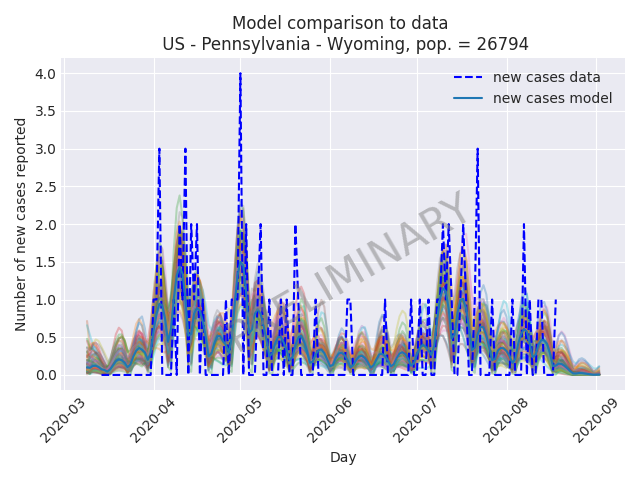 Model comparison to data
US - Pennsylvania - Wyoming, pop. = 26794
new cases data
new cases model
Number of new cases reported
4.0
3.5
3.0
2.5
2.0
1.5
1.0
0.5
0.0
2020-03
2020-04
2020-05
2020-06
2020-07
2020-08
2020-09
Day